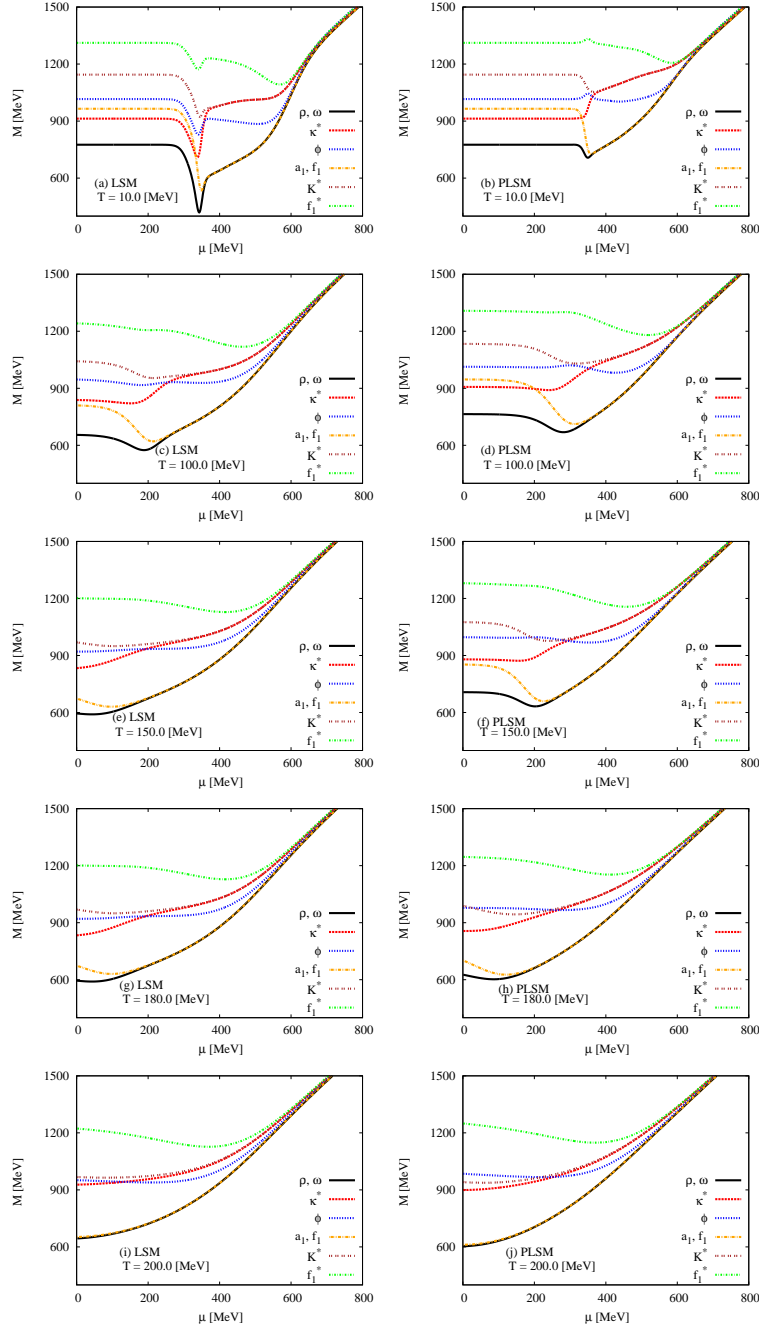 1500
1200
900
600
M [MeV]
ρ, ω
κ*
ϕ
a₁, f₁
K*
f₁*
(a) LSM
T = 10.0 [MeV]
0 200 400 600 800
μ [MeV]
1500
1200
900
600
M [MeV]
ρ, ω
κ*
ϕ
a₁, f₁
K*
f₁*
(b) PLSM
T = 10.0 [MeV]
0 200 400 600 800
μ [MeV]
1500
1200
900
600
M [MeV]
ρ, ω
κ*
ϕ
a₁, f₁
K*
f₁*
(c) LSM
T = 100.0 [MeV]
0 200 400 600 800
μ [MeV]
1500
1200
900
600
M [MeV]
ρ, ω
κ*
ϕ
a₁, f₁
K*
f₁*
(d) PLSM
T = 100.0 [MeV]
0 200 400 600 800
μ [MeV]
1500
1200
900
600
M [MeV]
ρ, ω
κ*
ϕ
a₁, f₁
K*
f₁*
(e) LSM
T = 150.0 [MeV]
0 200 400 600 800
μ [MeV]
1500
1200
900
600
M [MeV]
ρ, ω
κ*
ϕ
a₁, f₁
K*
f₁*
(f) PLSM
T = 150.0 [MeV]
0 200 400 600 800
μ [MeV]
1500
1200
900
600
M [MeV]
ρ, ω
κ*
ϕ
a₁, f₁
K*
f₁*
(g) LSM
T = 180.0 [MeV]
0 200 400 600 800
μ [MeV]
1500
1200
900
600
M [MeV]
ρ, ω
κ*
ϕ
a₁, f₁
K*
f₁*
(h) PLSM
T = 180.0 [MeV]
0 200 400 600 800
μ [MeV]
1500
1200
900
600
M [MeV]
ρ, ω
κ*
ϕ
a₁, f₁
K*
f₁*
(i) LSM
T = 200.0 [MeV]
0 200 400 600 800
μ [MeV]
1500
1200
900
600
M [MeV]
ρ, ω
κ*
ϕ
a₁, f₁
K*
f₁*
(j) PLSM
T = 200.0 [MeV]
0 200 400 600 800
μ [MeV]